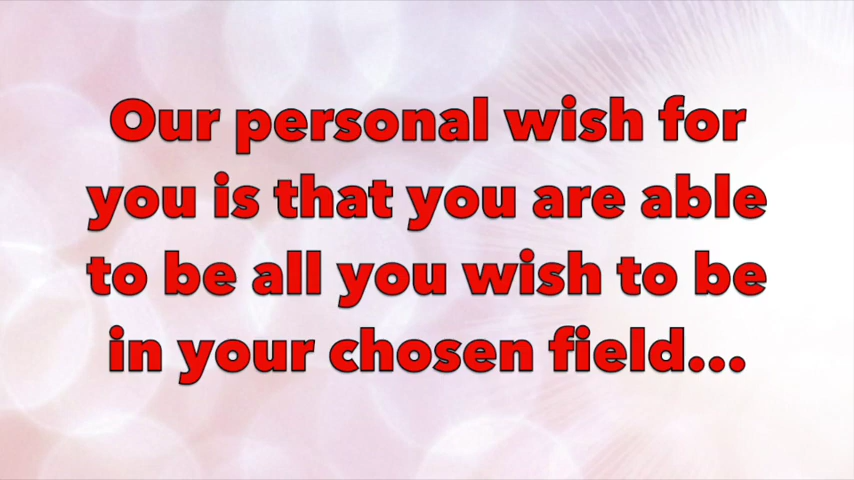 Our personal wish for
you is that you are able
to be all you wish to be
in your chosen field...